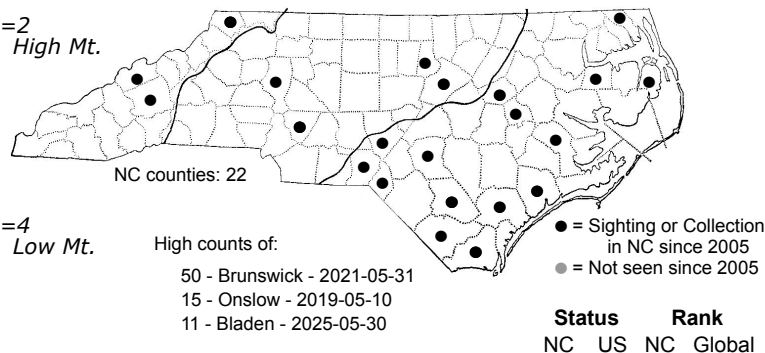 =2
High Mt.
NC counties: 22
=4
Low Mt.
High counts of:
50 - Brunswick - 2021-05-31
15 - Onslow - 2019-05-10
11 - Bladen - 2025-05-30
● = Sighting or Collection
in NC since 2005
● = Not seen since 2005
Status Rank
NC US NC Global